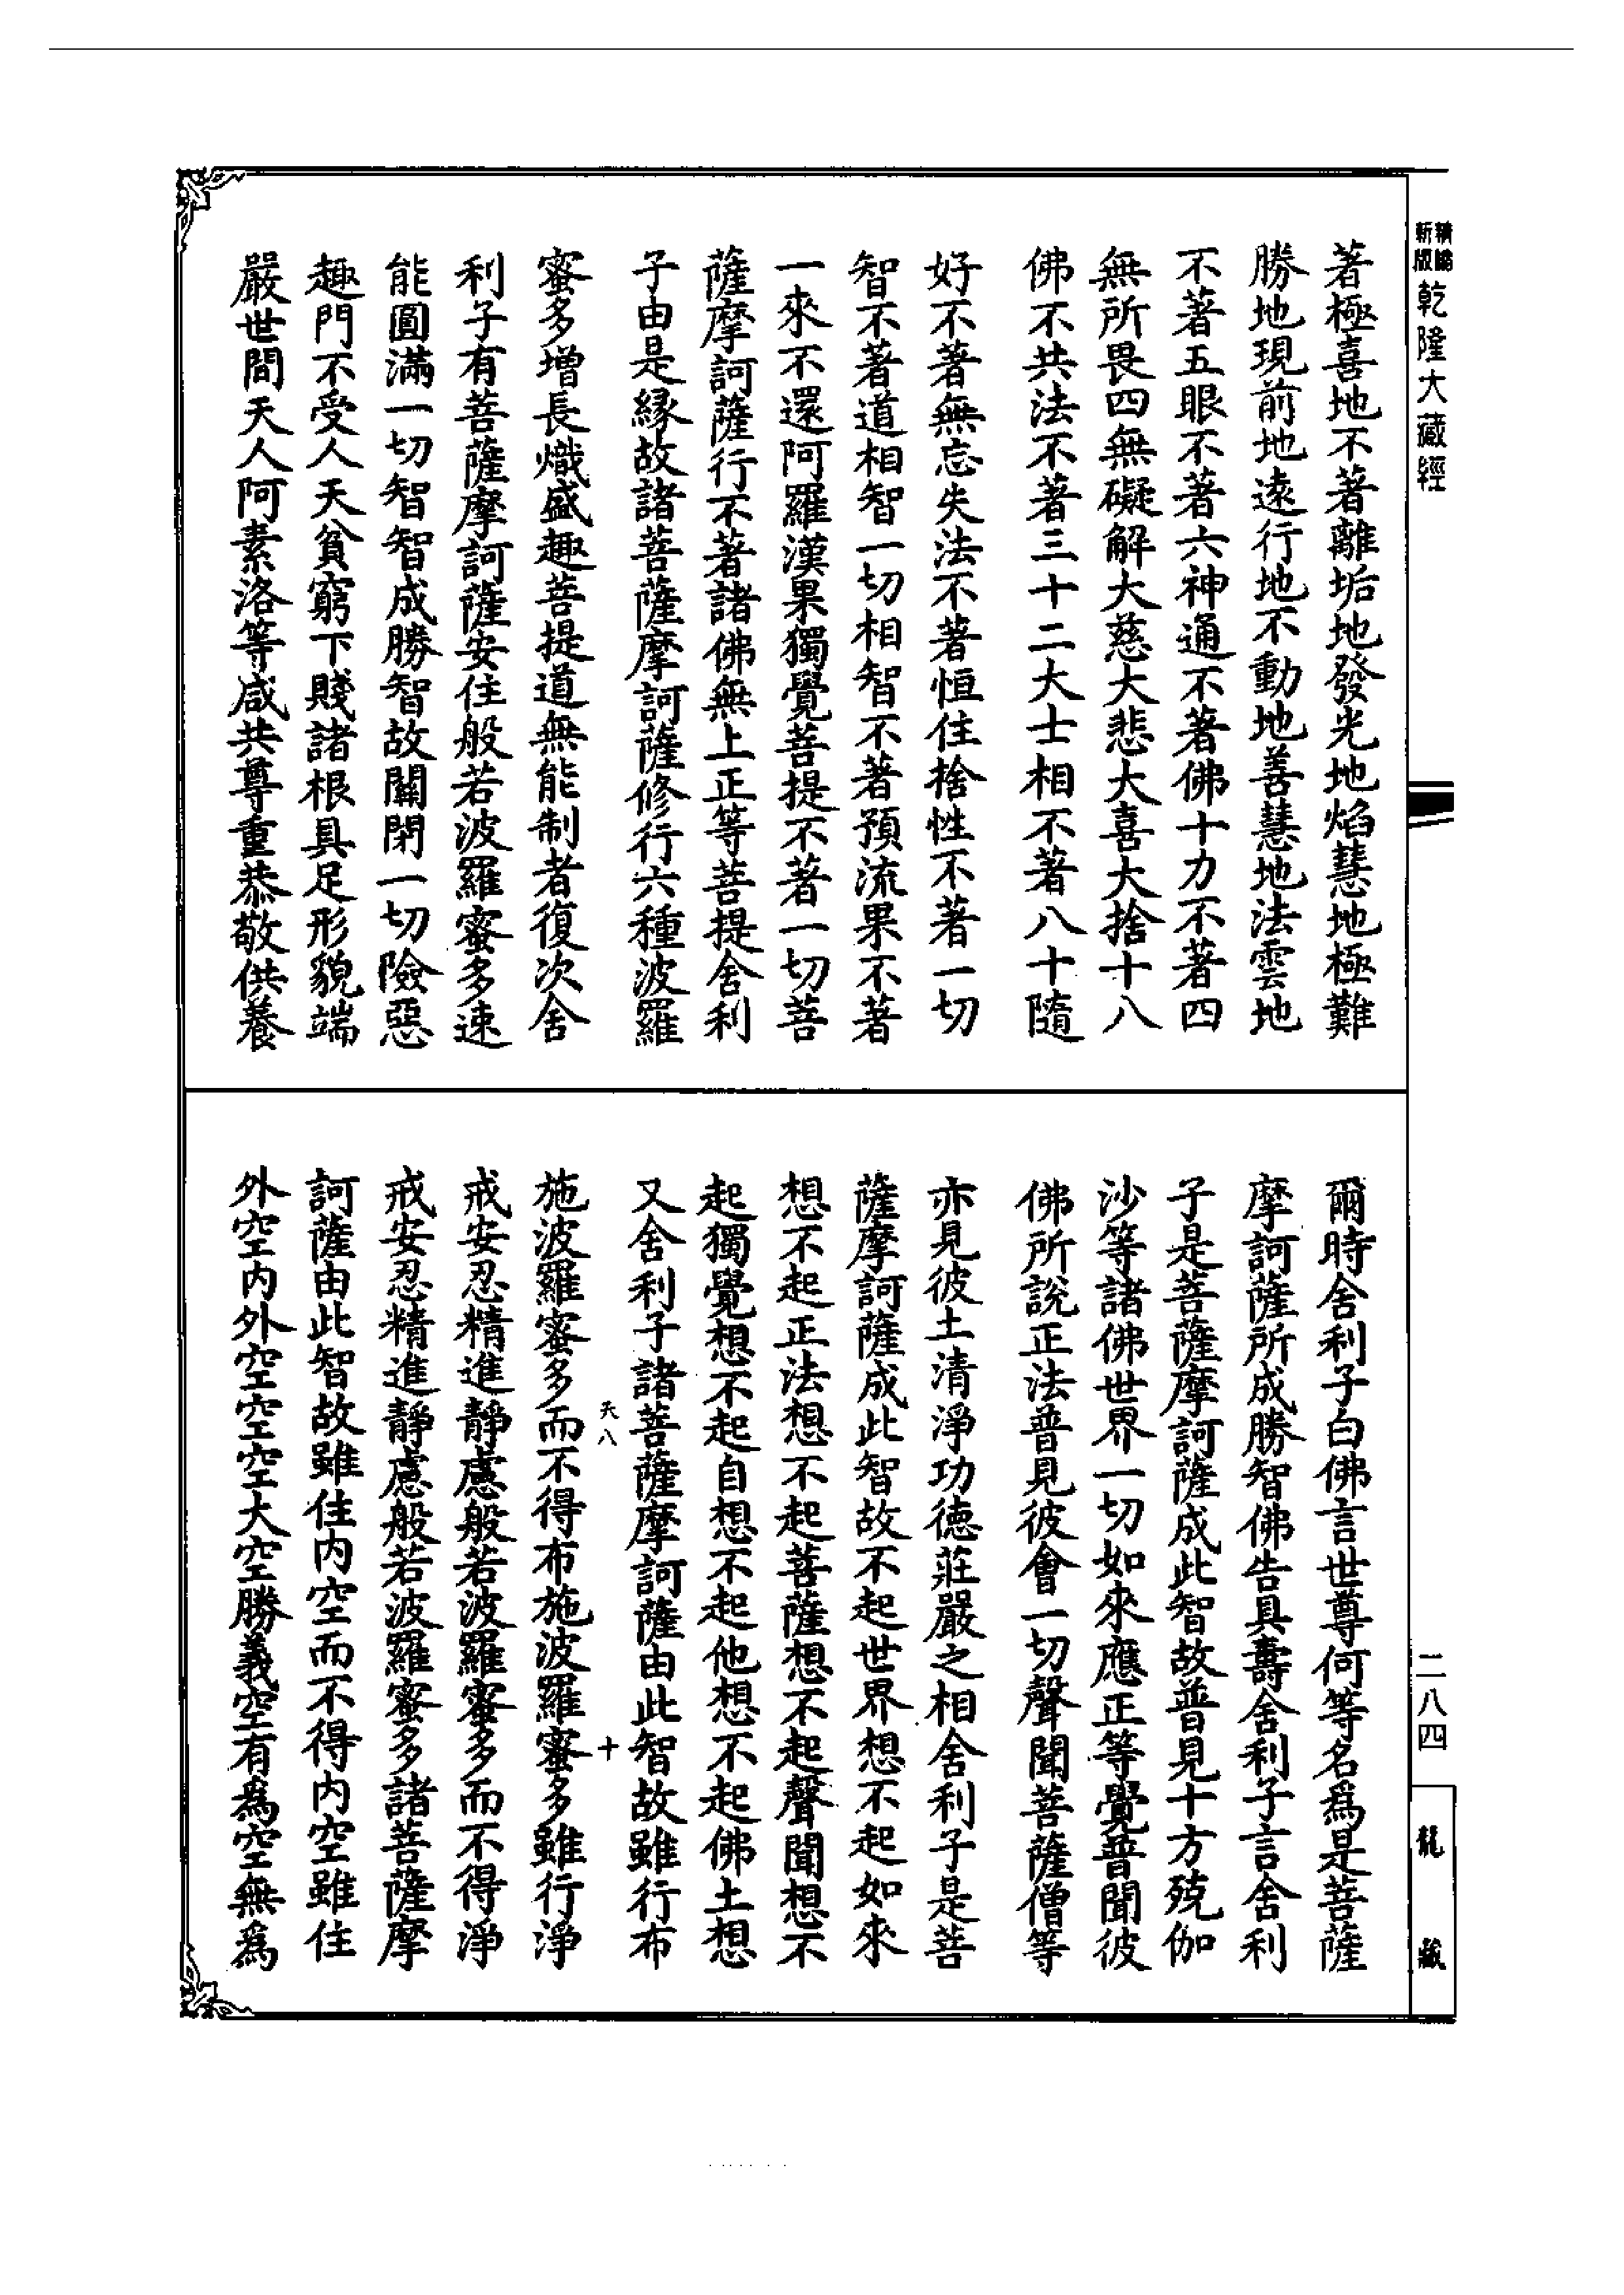 精鵰
新版
乾隆大藏經
著極喜地不著離垢地發光地焰慧地極難
勝地現前地遠行地不動地善慧地法雲地
不著五眼不著六神通不著佛十力不著四
無所畏四無礙解大慈大悲大喜大捨十八
佛不共法不著三十二大士相不著八十隨
好不著無忘失法不著恒住捨性不著一切
智不著道相智一切相智不著預流果不著
一來不還阿羅漢果獨覺菩提不著一切菩
薩摩訶薩行不著諸佛無上正等菩提舍利
子由是緣故諸菩薩摩訶薩修行六種波羅
蜜多增長熾盛趣菩提道無能制者復次舍
利子有菩薩摩訶薩安住般若波羅蜜多速
能圓滿一切智智成勝智故關閉一切險惡
趣門不受人天貧窮下賤諸根具足形貌端
嚴世間天人阿素洛等咸共尊重恭敬供養
爾時舍利子白佛言世尊何等名為是菩薩
摩訶薩所成勝智佛告具壽舍利子言舍利
子是菩薩摩訶薩成此智故普見十方殑伽
沙等諸佛世界一切如來應正等覺普聞彼
佛所說正法普見彼會一切聲聞菩薩僧等
亦見彼土清淨功德莊嚴之相舍利子是菩
薩摩訶薩成此智故不起世界想不起如來
想不起正法想不起菩薩想不起聲聞想不
起獨覺想不起自想不起他想不起佛土想
又舍利子諸菩薩摩訶薩由此智故雖行布
天八
十
施波羅蜜多而不得布施波羅蜜多雖行淨
戒安忍精進靜慮般若波羅蜜多而不得淨
戒安忍精進靜慮般若波羅蜜多諸菩薩摩
訶薩由此智故雖住內空而不得內空雖住
外空內外空空空大空勝義空有為空無為
二八四
龍藏